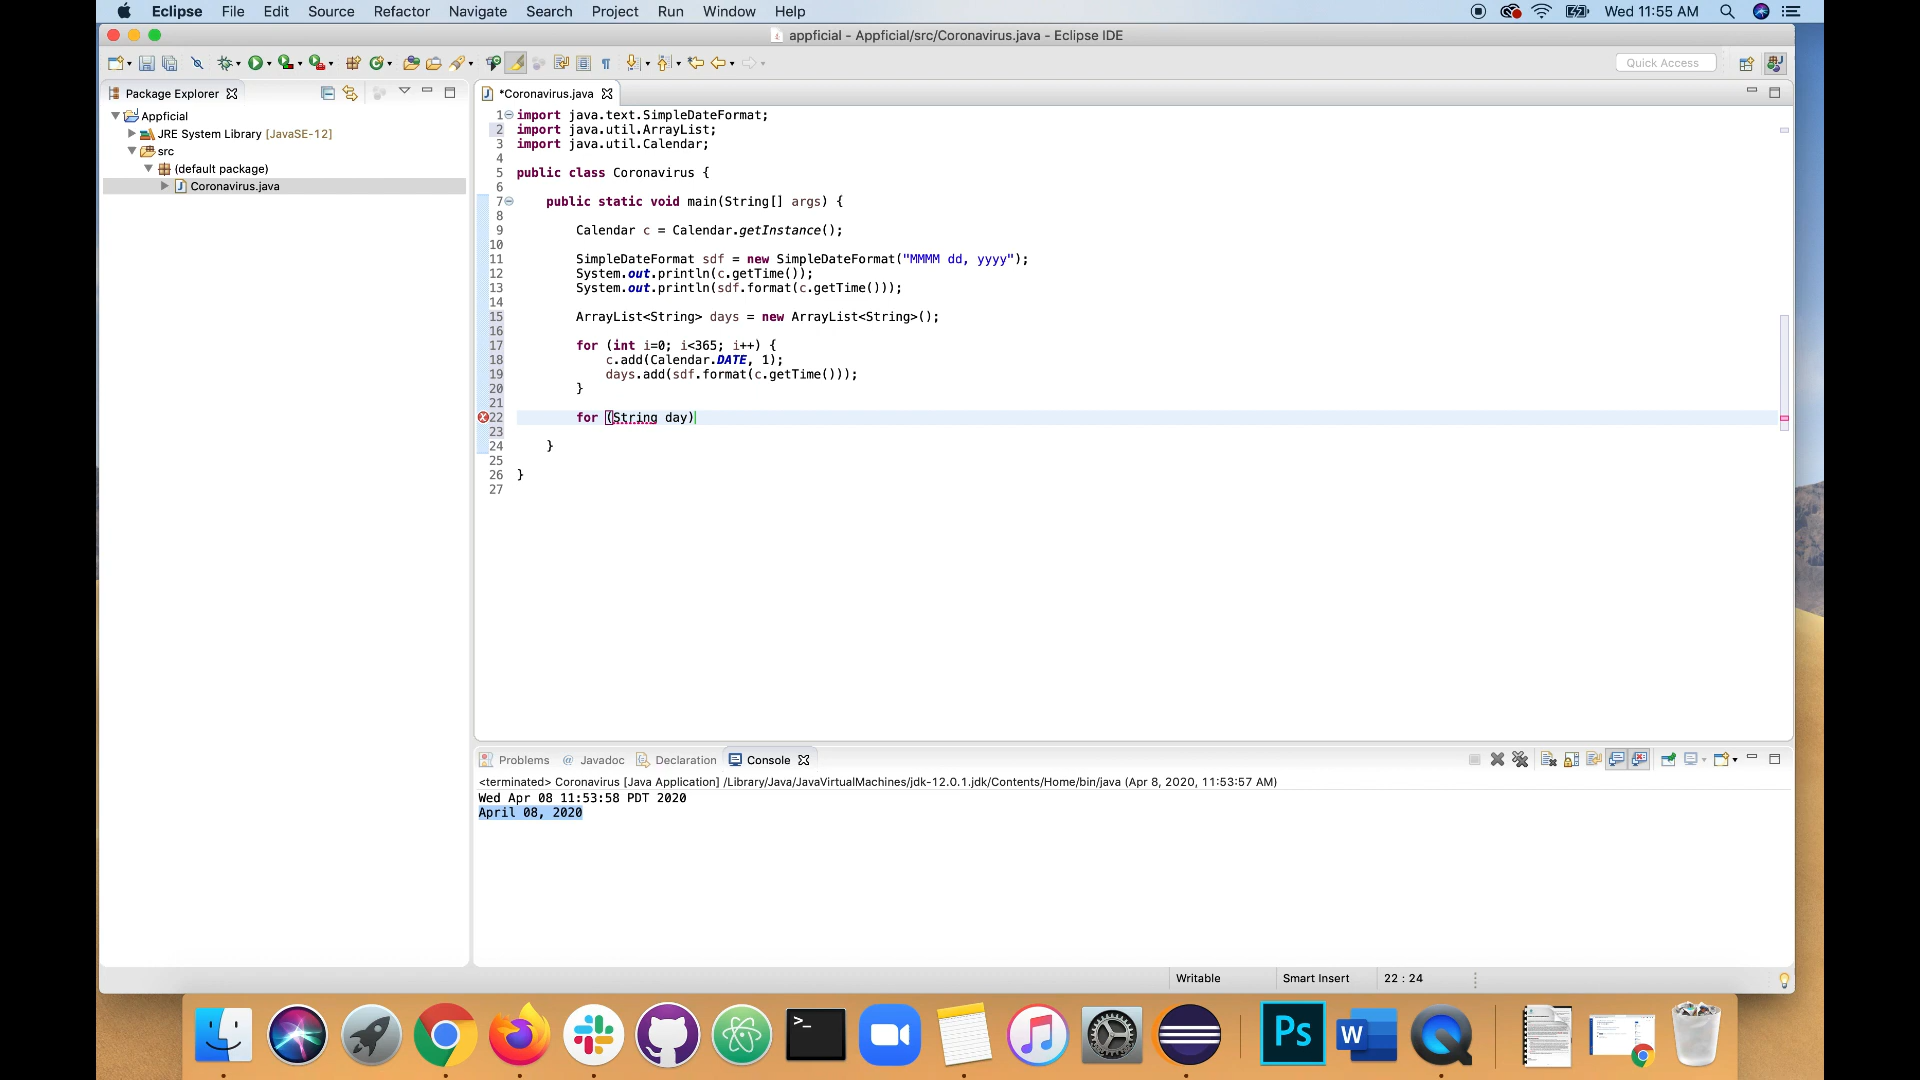 Eclipse File Edit Source Refactor Navigate Search Project Run Window Help Wed 11:55 AM
appficial - Appficial/src/Coronavirus.java - Eclipse IDE
Quick Access
Package Explorer
Appficial
JRE System Library [JavaSE-12]
src
(default package)
Coronavirus.java
*Coronavirus.java
1 import java.text.SimpleDateFormat;
2 import java.util.ArrayList;
3 import java.util.Calendar;
4
5 public class Coronavirus {
6
7 public static void main(String[] args) {
8
9 Calendar c = Calendar.getInstance();
10
11 SimpleDateFormat sdf = new SimpleDateFormat("MMMM dd, yyyy");
12 System.out.println(c.getTime());
13 System.out.println(sdf.format(c.getTime()));
14
15 ArrayList<String> days = new ArrayList<String>();
16
17 for (int i=0; i<365; i++) {
18 c.add(Calendar.DATE, 1);
19 days.add(sdf.format(c.getTime()));
20 }
21
22 for (String day)
23
24 }
25
26 }
27
Problems Javadoc Declaration Console
<terminated> Coronavirus [Java Application] /Library/Java/JavaVirtualMachines/jdk-12.0.1.jdk/Contents/Home/bin/java (Apr 8, 2020, 11:53:57 AM)
Wed Apr 08 11:53:58 PDT 2020
April 08, 2020
Writable Smart Insert 22 : 24
Ps
W